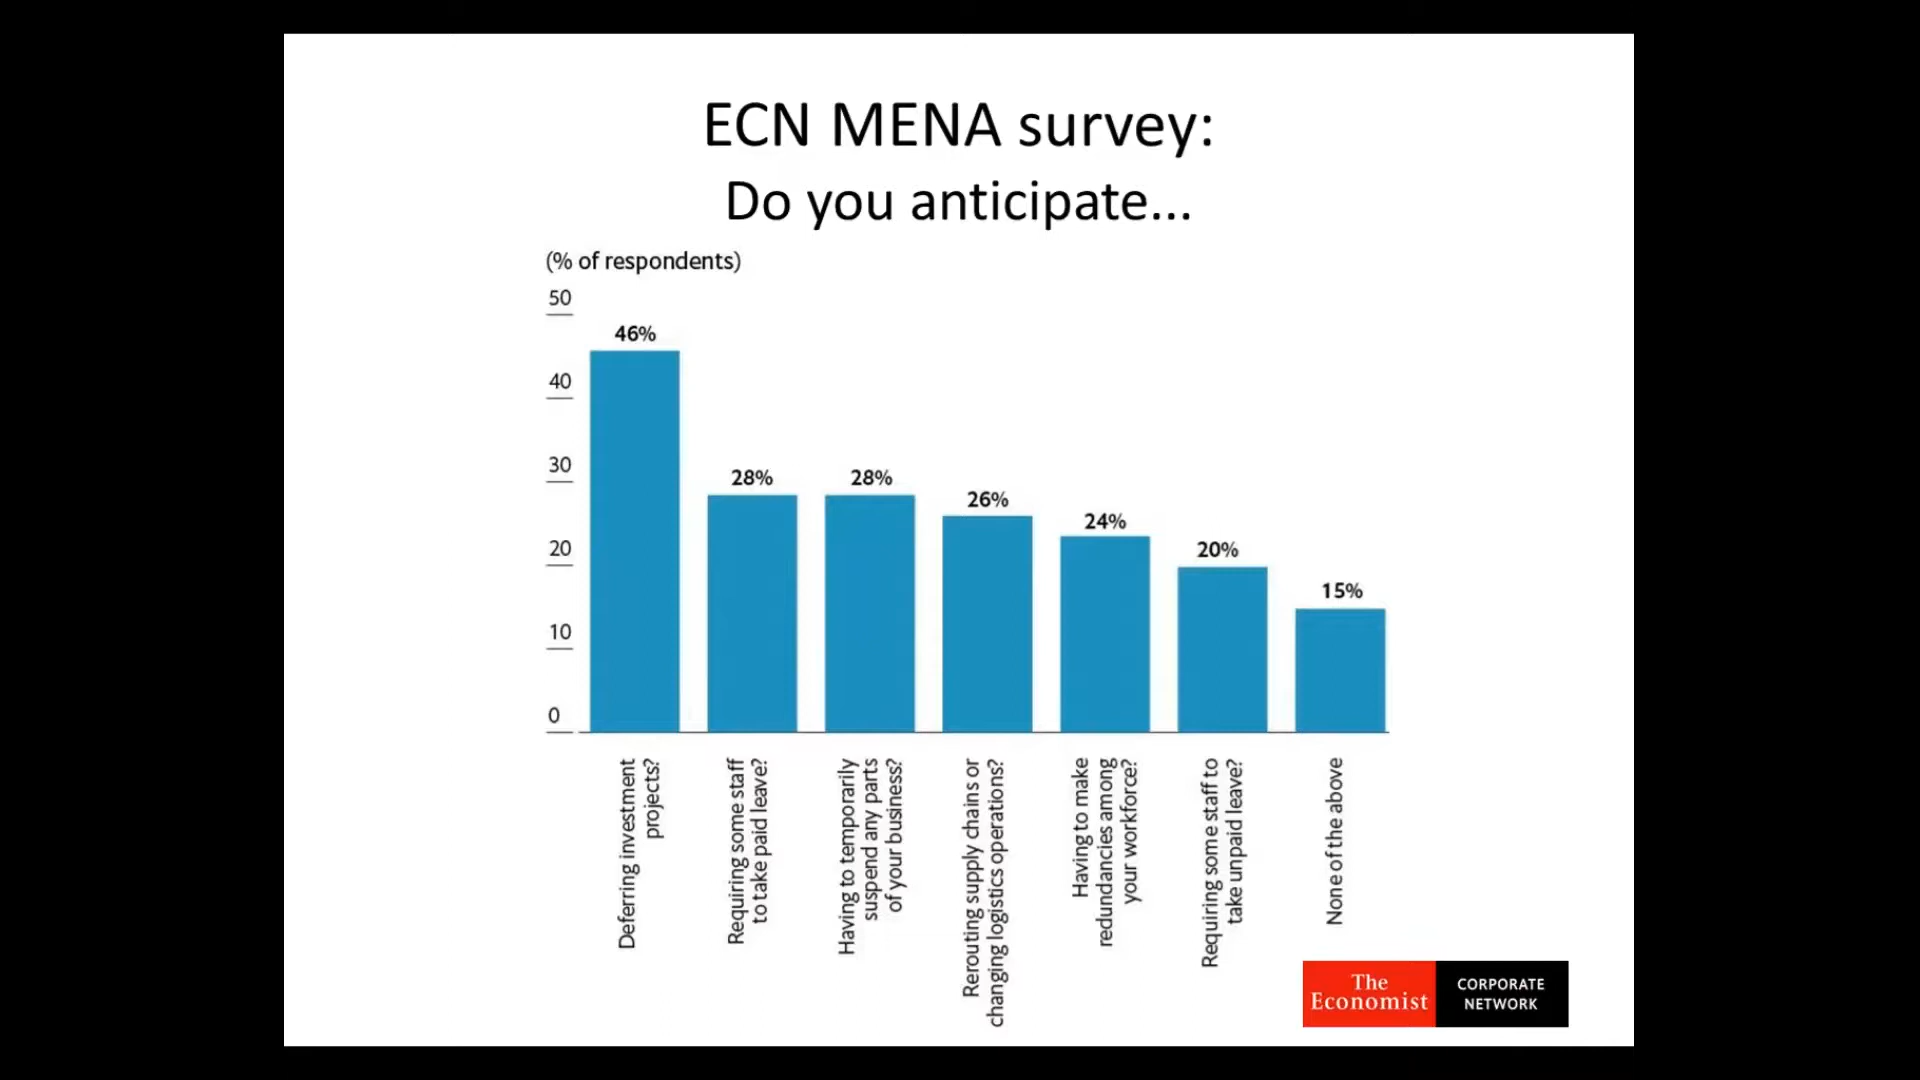 ECN MENA survey:
Do you anticipate...
(% of respondents)
50
40
30
20
10
0
46%
28%
28%
26%
24%
20%
15%
Deferring investment
projects?
Requiring some staff
to take paid leave?
Having to temporarily
suspend any parts
of your business?
Rerouting supply chains or
changing logistics operations?
Having to make
redundancies among
your workforce?
Requiring some staff to
take unpaid leave?
None of the above
The
Economist
CORPORATE
NETWORK